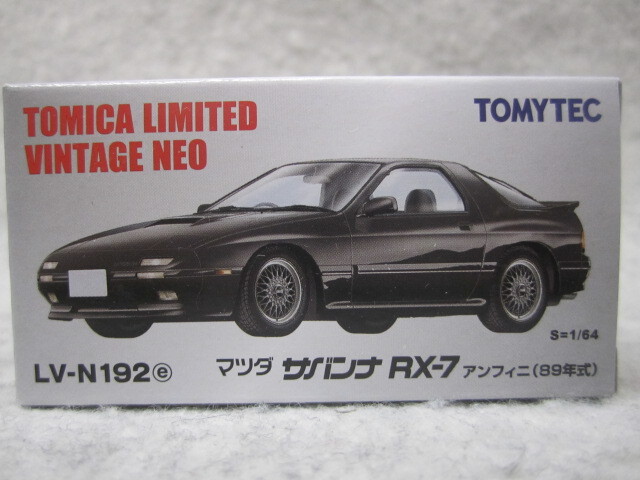 TOMICA LIMITED
VINTAGE NEO
TOMYTEC
S=1/64
LV-N192ⓔ マツダ サバンナ RX-7 アンフィニ(89年式)